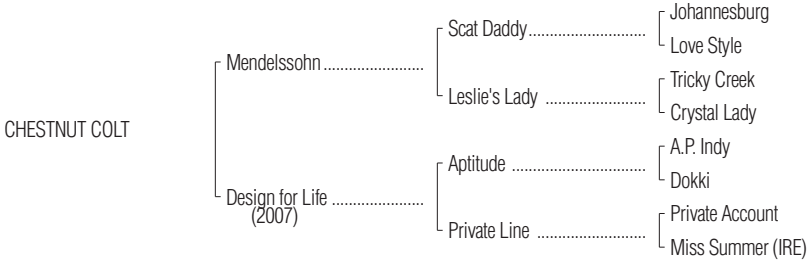 Johannesburg
Scat Daddy..............................
Love Style
Mendelssohn .........................
Tricky Creek
Leslie's Lady ..........................
Crystal Lady
CHESTNUT COLT
A.P. Indy
Aptitude ...................................
Dokki
Design for Life .......................
(2007)
Private Account
Private Line ............................
Miss Summer (IRE)